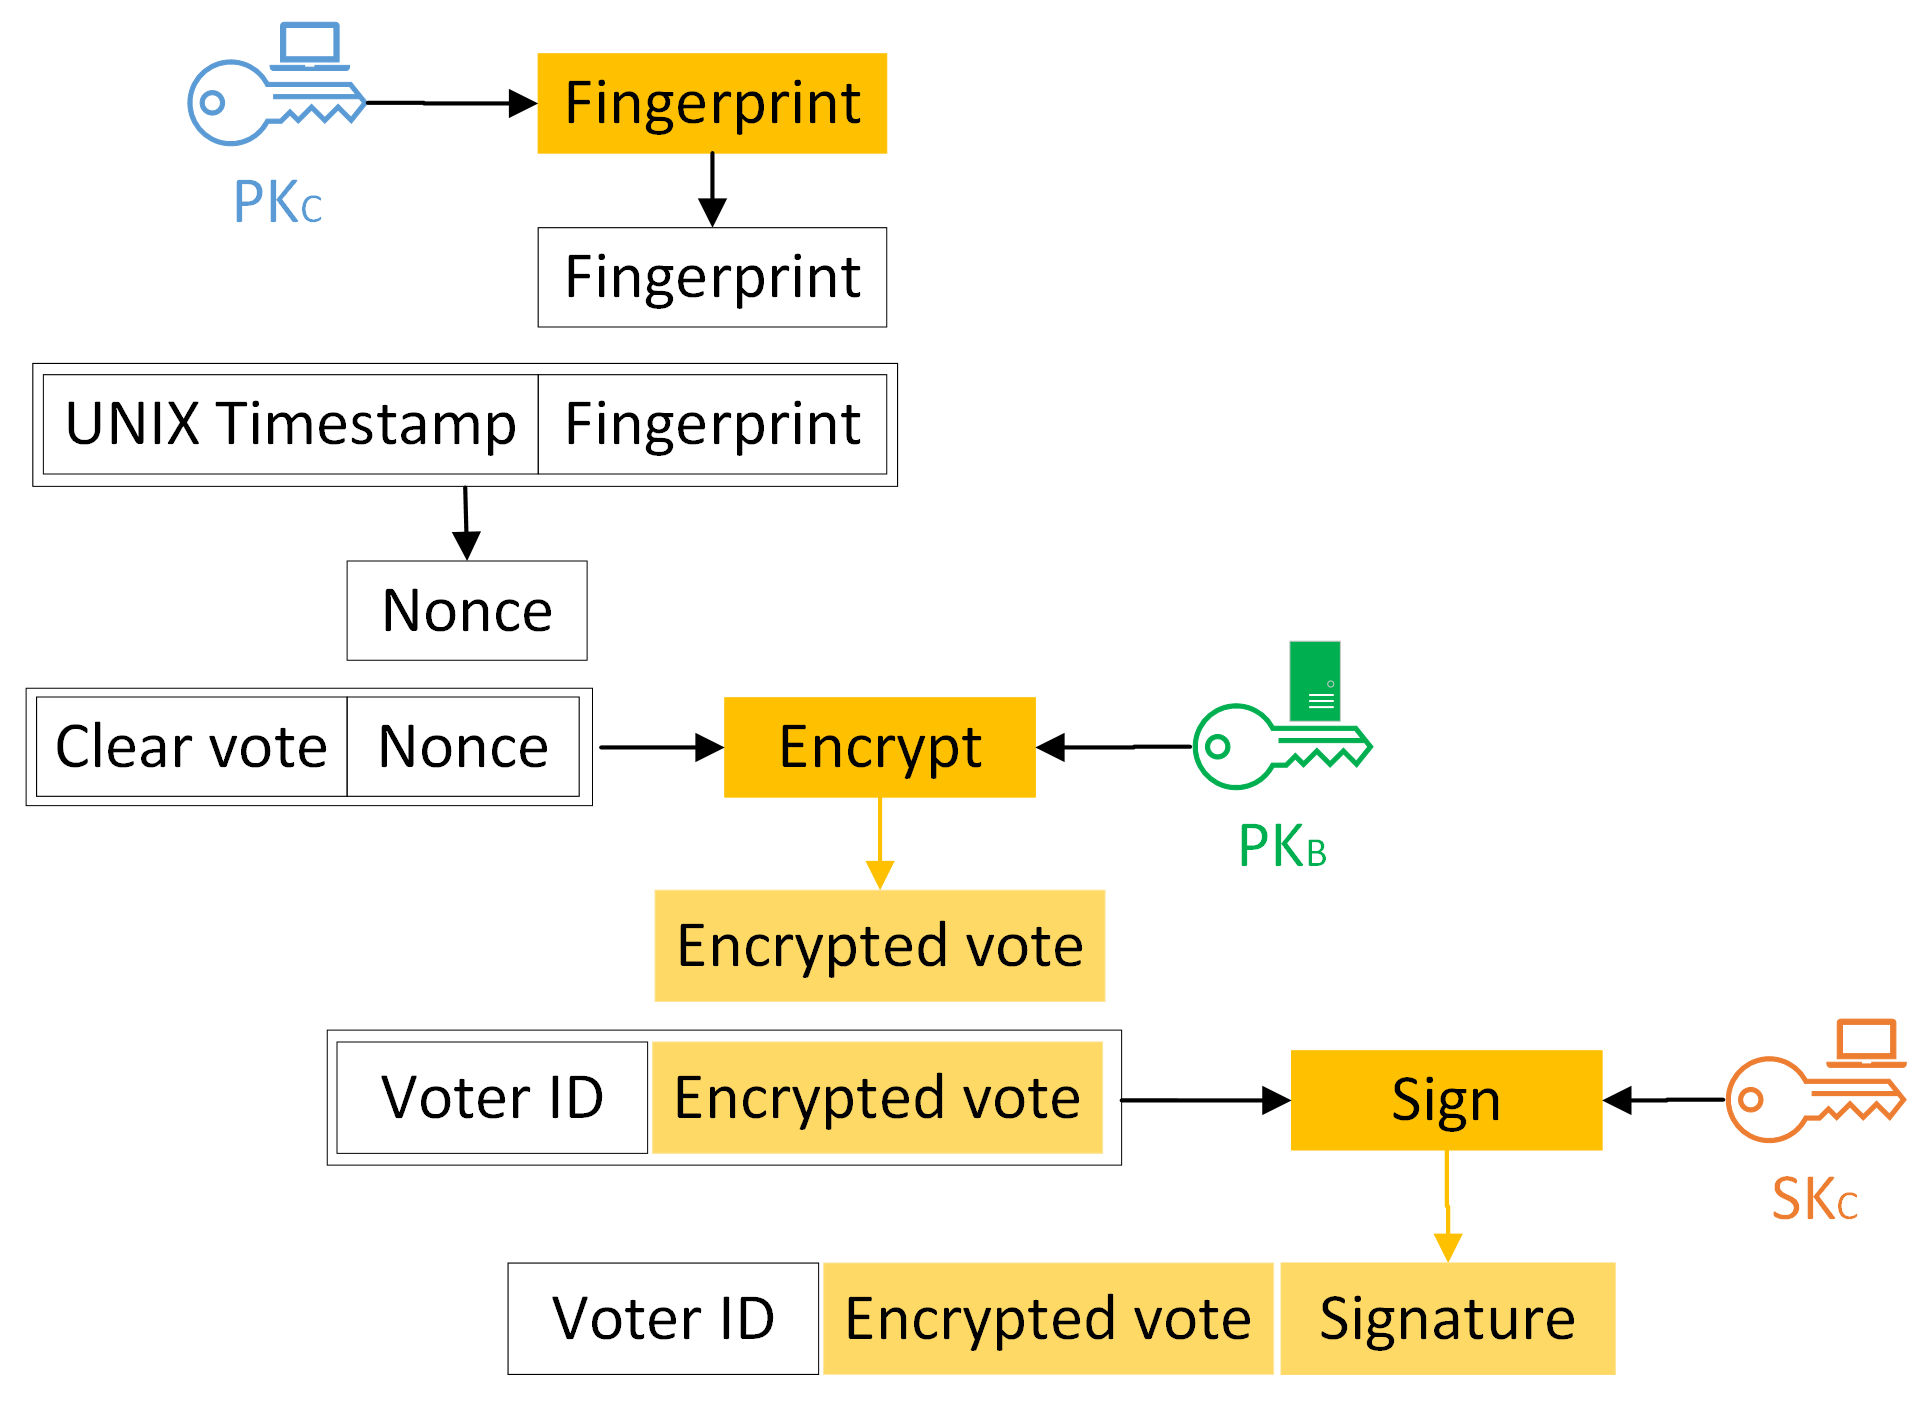 Fingerprint
PKC
Fingerprint
UNIX Timestamp Fingerprint
Nonce
Clear vote Nonce Encrypt
PKB
Encrypted vote
Voter ID Encrypted vote Sign
SKC
Voter ID Encrypted vote Signature